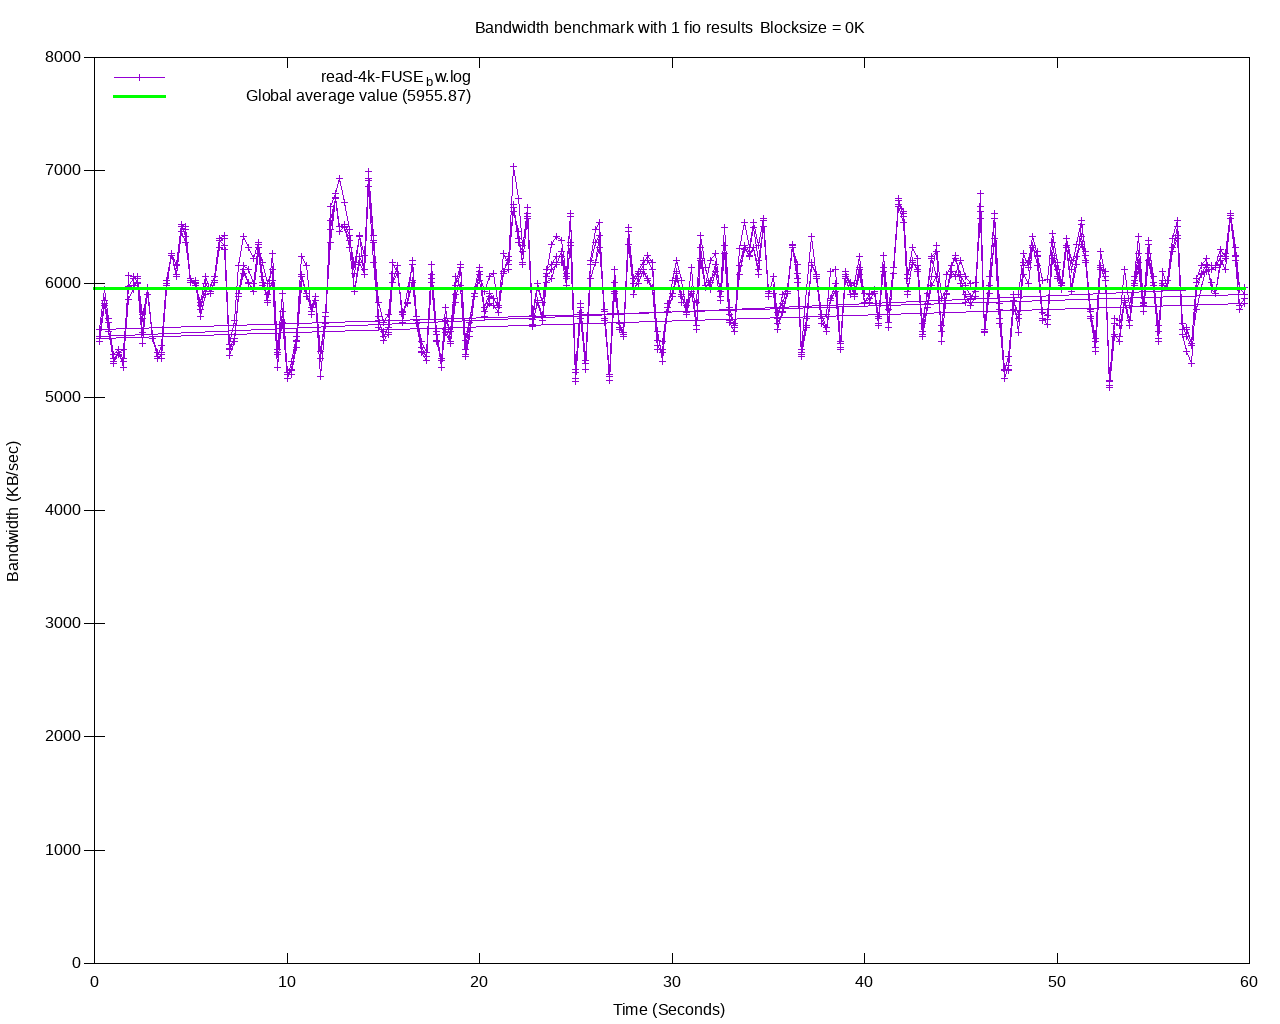 Bandwidth benchmark with 1 fio results Blocksize = 0K
8000
read-4k-FUSEbw.log
Global average value (5955.87)
7000
6000
5000
4000
3000
2000
1000
0
Bandwidth (KB/sec)
0 10 20 30 40 50 60
Time (Seconds)